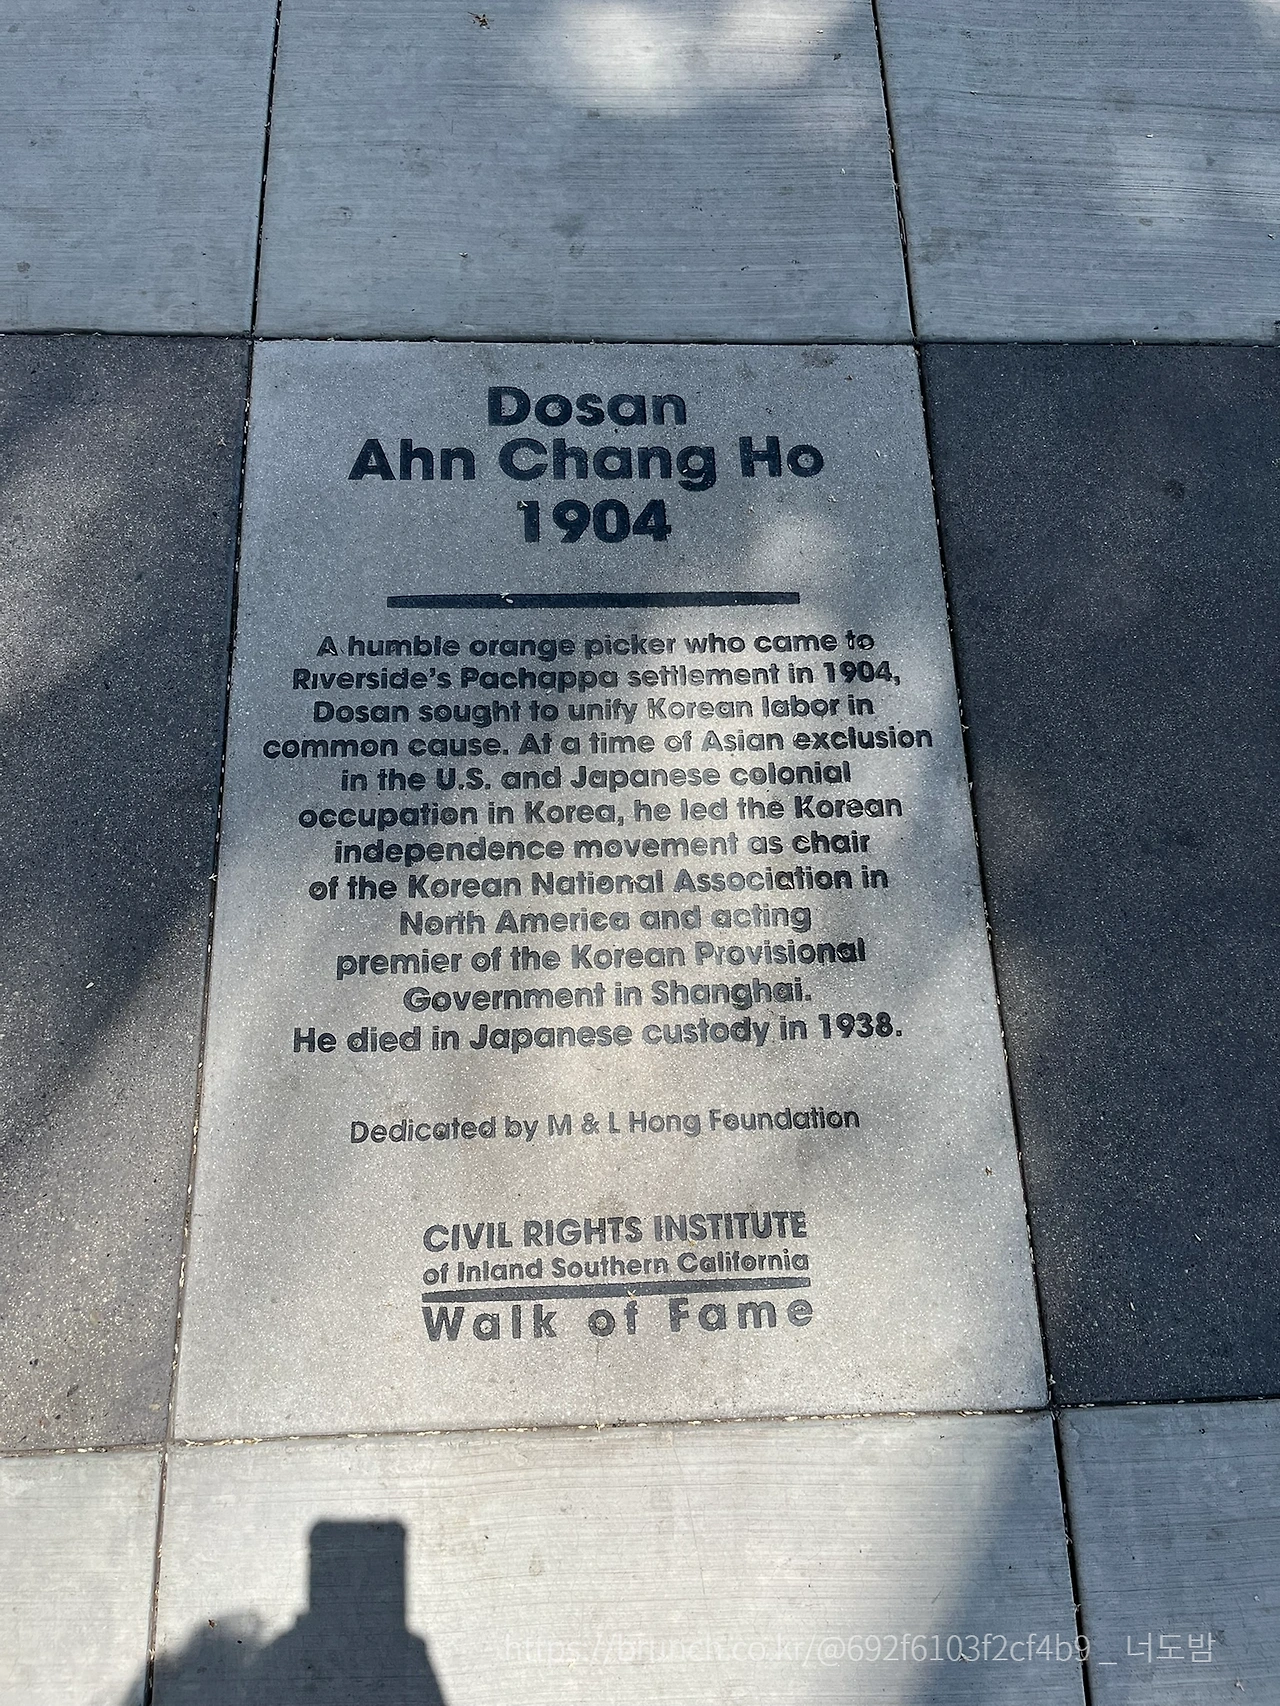 Dosan
Ahn Chang Ho
1904
A humble orange picker who came to
Riverside's Pachappa settlement in 1904,
Dosan sought to unify Korean labor in
common cause. At a time of Asian exclusion
in the U.S. and Japanese colonial
occupation in Korea, he led the Korean
independence movement as chair
of the Korean National Association in
North America and acting
premier of the Korean Provisional
Government in Shanghai.
He died in Japanese custody in 1938.
Dedicated by M & L Hong Foundation
CIVIL RIGHTS INSTITUTE
of Inland Southern California
Walk of Fame
https://brunch.co.kr/@692f6103f2cf4b9 _ 너도밤